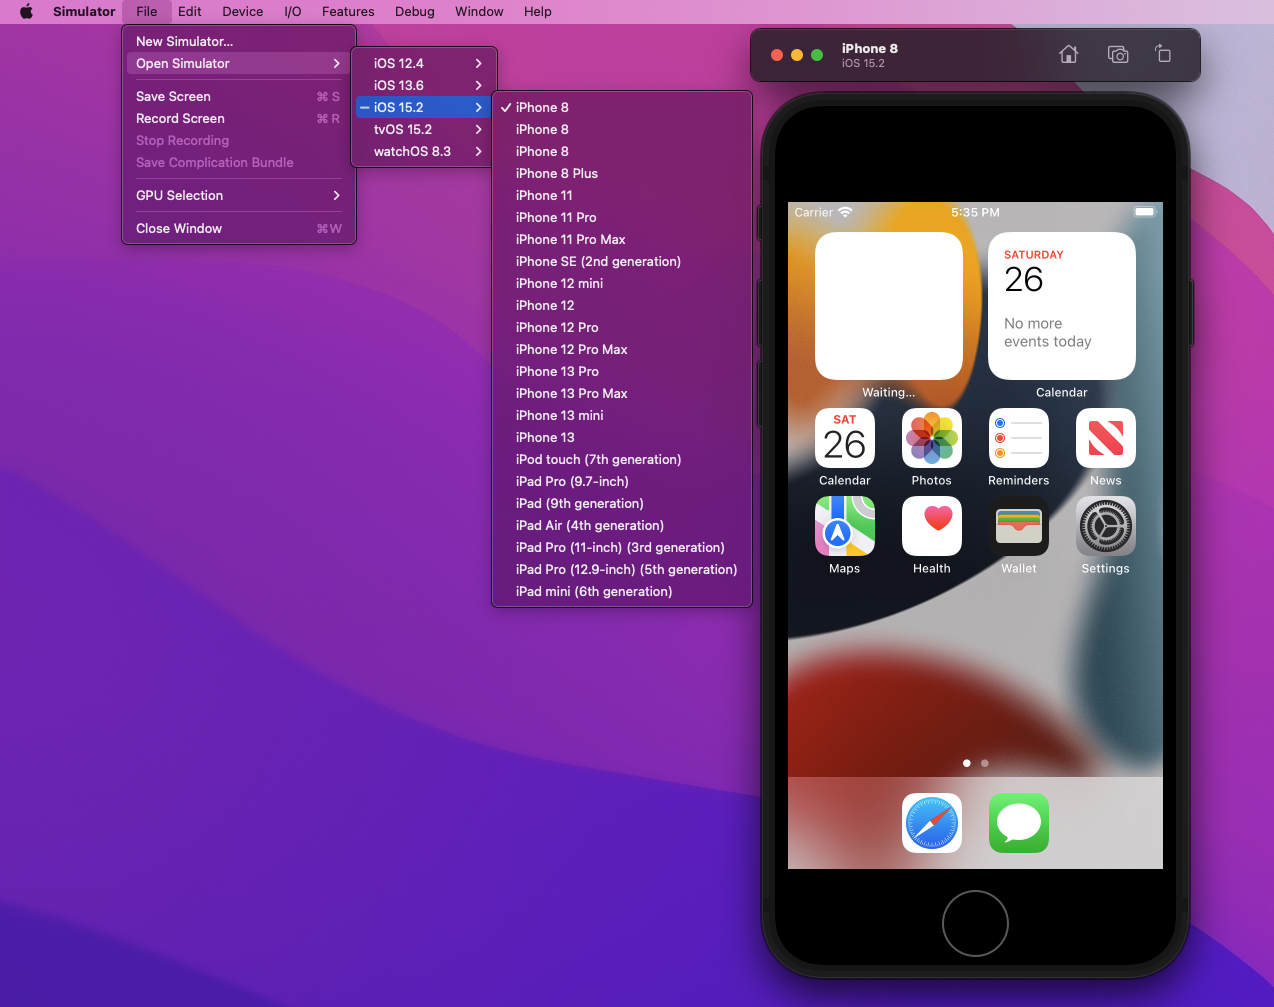 Simulator File Edit Device I/O Features Debug Window Help
New Simulator...
Open Simulator
Save Screen ⌘ S
Record Screen ⌘ R
Stop Recording
Save Complication Bundle
GPU Selection
Close Window ⌘W
iOS 12.4
iOS 13.6
iOS 15.2
tvOS 15.2
watchOS 8.3
iPhone 8
iPhone 8
iPhone 8
iPhone 8 Plus
iPhone 11
iPhone 11 Pro
iPhone 11 Pro Max
iPhone SE (2nd generation)
iPhone 12 mini
iPhone 12
iPhone 12 Pro
iPhone 12 Pro Max
iPhone 13 Pro
iPhone 13 Pro Max
iPhone 13 mini
iPhone 13
iPod touch (7th generation)
iPad Pro (9.7-inch)
iPad (9th generation)
iPad Air (4th generation)
iPad Pro (11-inch) (3rd generation)
iPad Pro (12.9-inch) (5th generation)
iPad mini (6th generation)
iPhone 8
iOS 15.2
Carrier 5:35 PM
SATURDAY
26
No more
events today
Waiting... Calendar
SAT
26
Calendar Photos Reminders News
Maps Health Wallet Settings